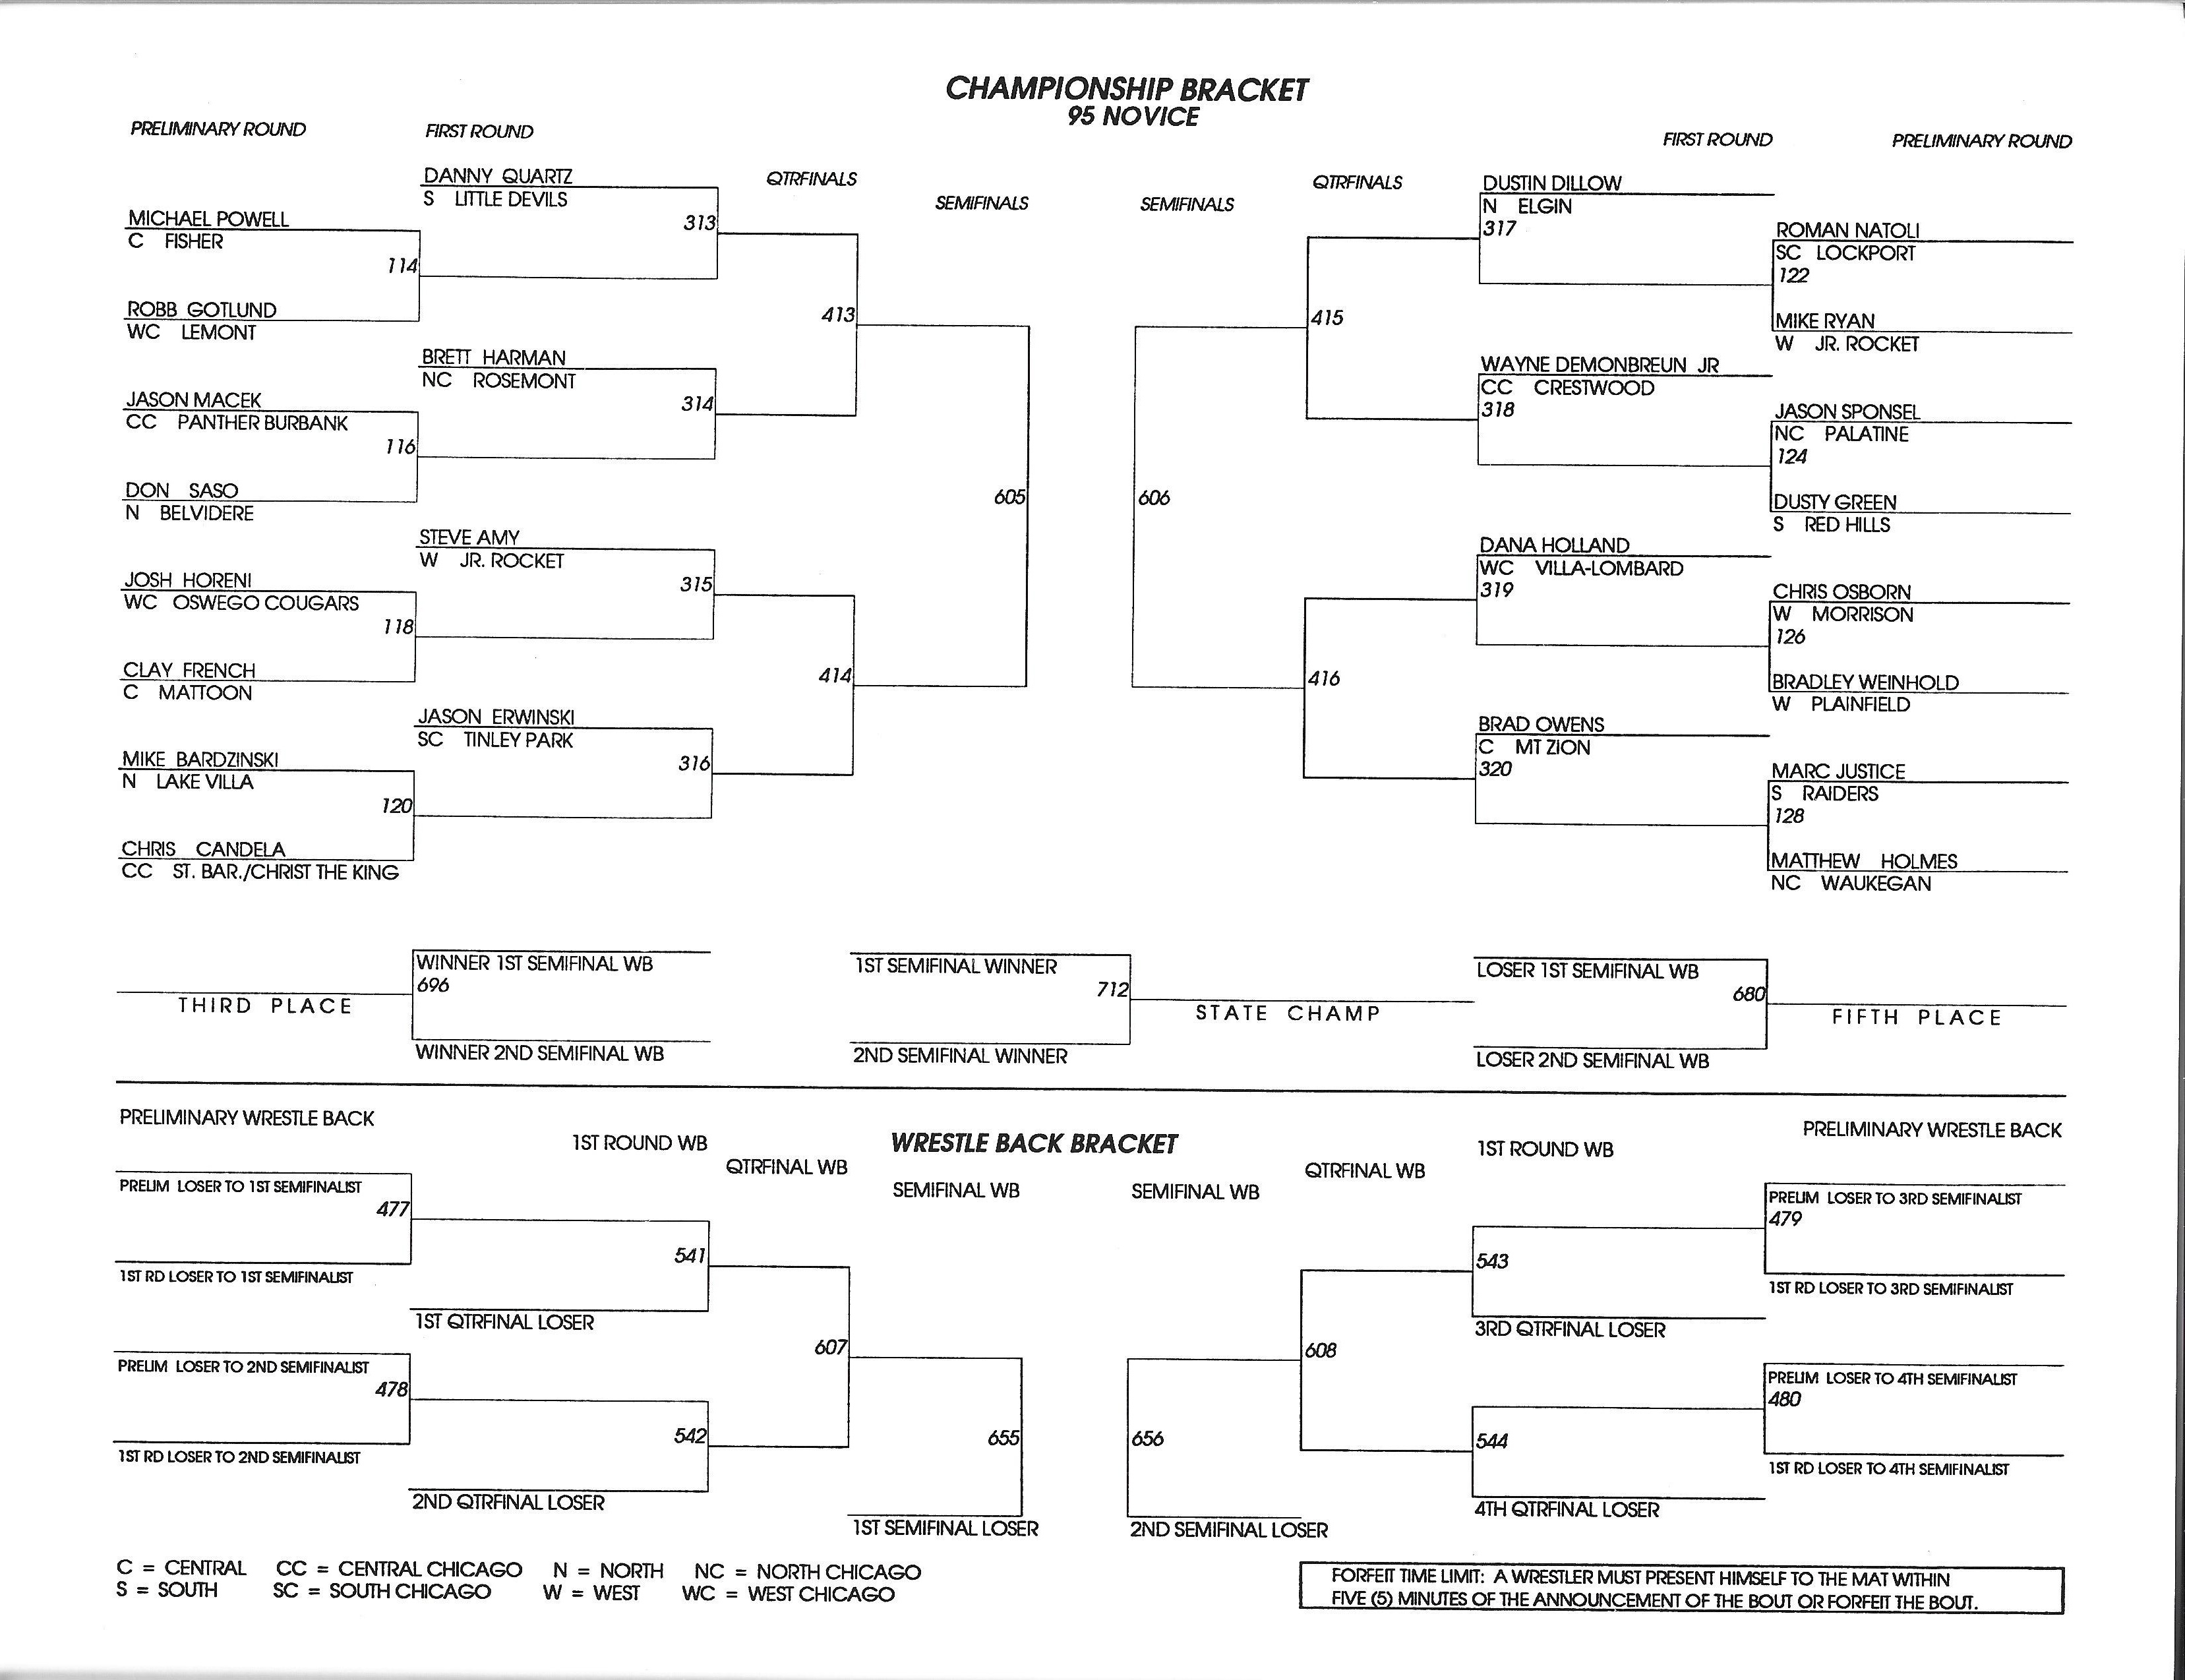 CHAMPIONSHIP BRACKET
95 NOVICE
PRELIMINARY ROUND
FIRST ROUND
QTRFINALS
SEMIFINALS
SEMIFINALS
QTRFINALS
FIRST ROUND
PRELIMINARY ROUND
DANNY QUARTZ
S LITTLE DEVILS
313
MICHAEL POWELL
C FISHER
114
ROBB GOTLUND
WC LEMONT
413
BRETT HARMAN
NC ROSEMONT
314
JASON MACEK
CC PANTHER BURBANK
116
DON SASO
N BELVIDERE
605
STEVE AMY
W JR. ROCKET
315
JOSH HORENI
WC OSWEGO COUGARS
118
CLAY FRENCH
C MATTOON
414
JASON ERWINSKI
SC TINLEY PARK
316
MIKE BARDZINSKI
N LAKE VILLA
120
CHRIS CANDELA
CC ST. BAR./CHRIST THE KING
DUSTIN DILLOW
N ELGIN
317
ROMAN NATOLI
SC LOCKPORT
122
MIKE RYAN
W JR. ROCKET
415
WAYNE DEMONBREUN JR
CC CRESTWOOD
318
JASON SPONSEL
NC PALATINE
124
DUSTY GREEN
S RED HILLS
606
DANA HOLLAND
WC VILLA-LOMBARD
319
CHRIS OSBORN
W MORRISON
126
BRADLEY WEINHOLD
W PLAINFIELD
416
BRAD OWENS
C MT ZION
320
MARC JUSTICE
S RAIDERS
128
MATTHEW HOLMES
NC WAUKEGAN
WINNER 1ST SEMIFINAL WB
696
THIRD PLACE
WINNER 2ND SEMIFINAL WB
1ST SEMIFINAL WINNER
712
STATE CHAMP
2ND SEMIFINAL WINNER
LOSER 1ST SEMIFINAL WB
680
FIFTH PLACE
LOSER 2ND SEMIFINAL WB
WRESTLE BACK BRACKET
PRELIMINARY WRESTLE BACK
1ST ROUND WB
QTRFINAL WB
SEMIFINAL WB
SEMIFINAL WB
QTRFINAL WB
1ST ROUND WB
PRELIMINARY WRESTLE BACK
PRELIM LOSER TO 1ST SEMIFINALIST
477
1ST RD LOSER TO 1ST SEMIFINALIST
541
1ST QTRFINAL LOSER
607
PRELIM LOSER TO 2ND SEMIFINALIST
478
1ST RD LOSER TO 2ND SEMIFINALIST
542
2ND QTRFINAL LOSER
655
1ST SEMIFINAL LOSER
PRELIM LOSER TO 3RD SEMIFINALIST
479
1ST RD LOSER TO 3RD SEMIFINALIST
543
3RD QTRFINAL LOSER
608
PRELIM LOSER TO 4TH SEMIFINALIST
480
1ST RD LOSER TO 4TH SEMIFINALIST
544
4TH QTRFINAL LOSER
656
2ND SEMIFINAL LOSER
C = CENTRAL CC = CENTRAL CHICAGO N = NORTH NC = NORTH CHICAGO
S = SOUTH SC = SOUTH CHICAGO W = WEST WC = WEST CHICAGO
FORFEIT TIME LIMIT: A WRESTLER MUST PRESENT HIMSELF TO THE MAT WITHIN
FIVE (5) MINUTES OF THE ANNOUNCEMENT OF THE BOUT OR FORFEIT THE BOUT.